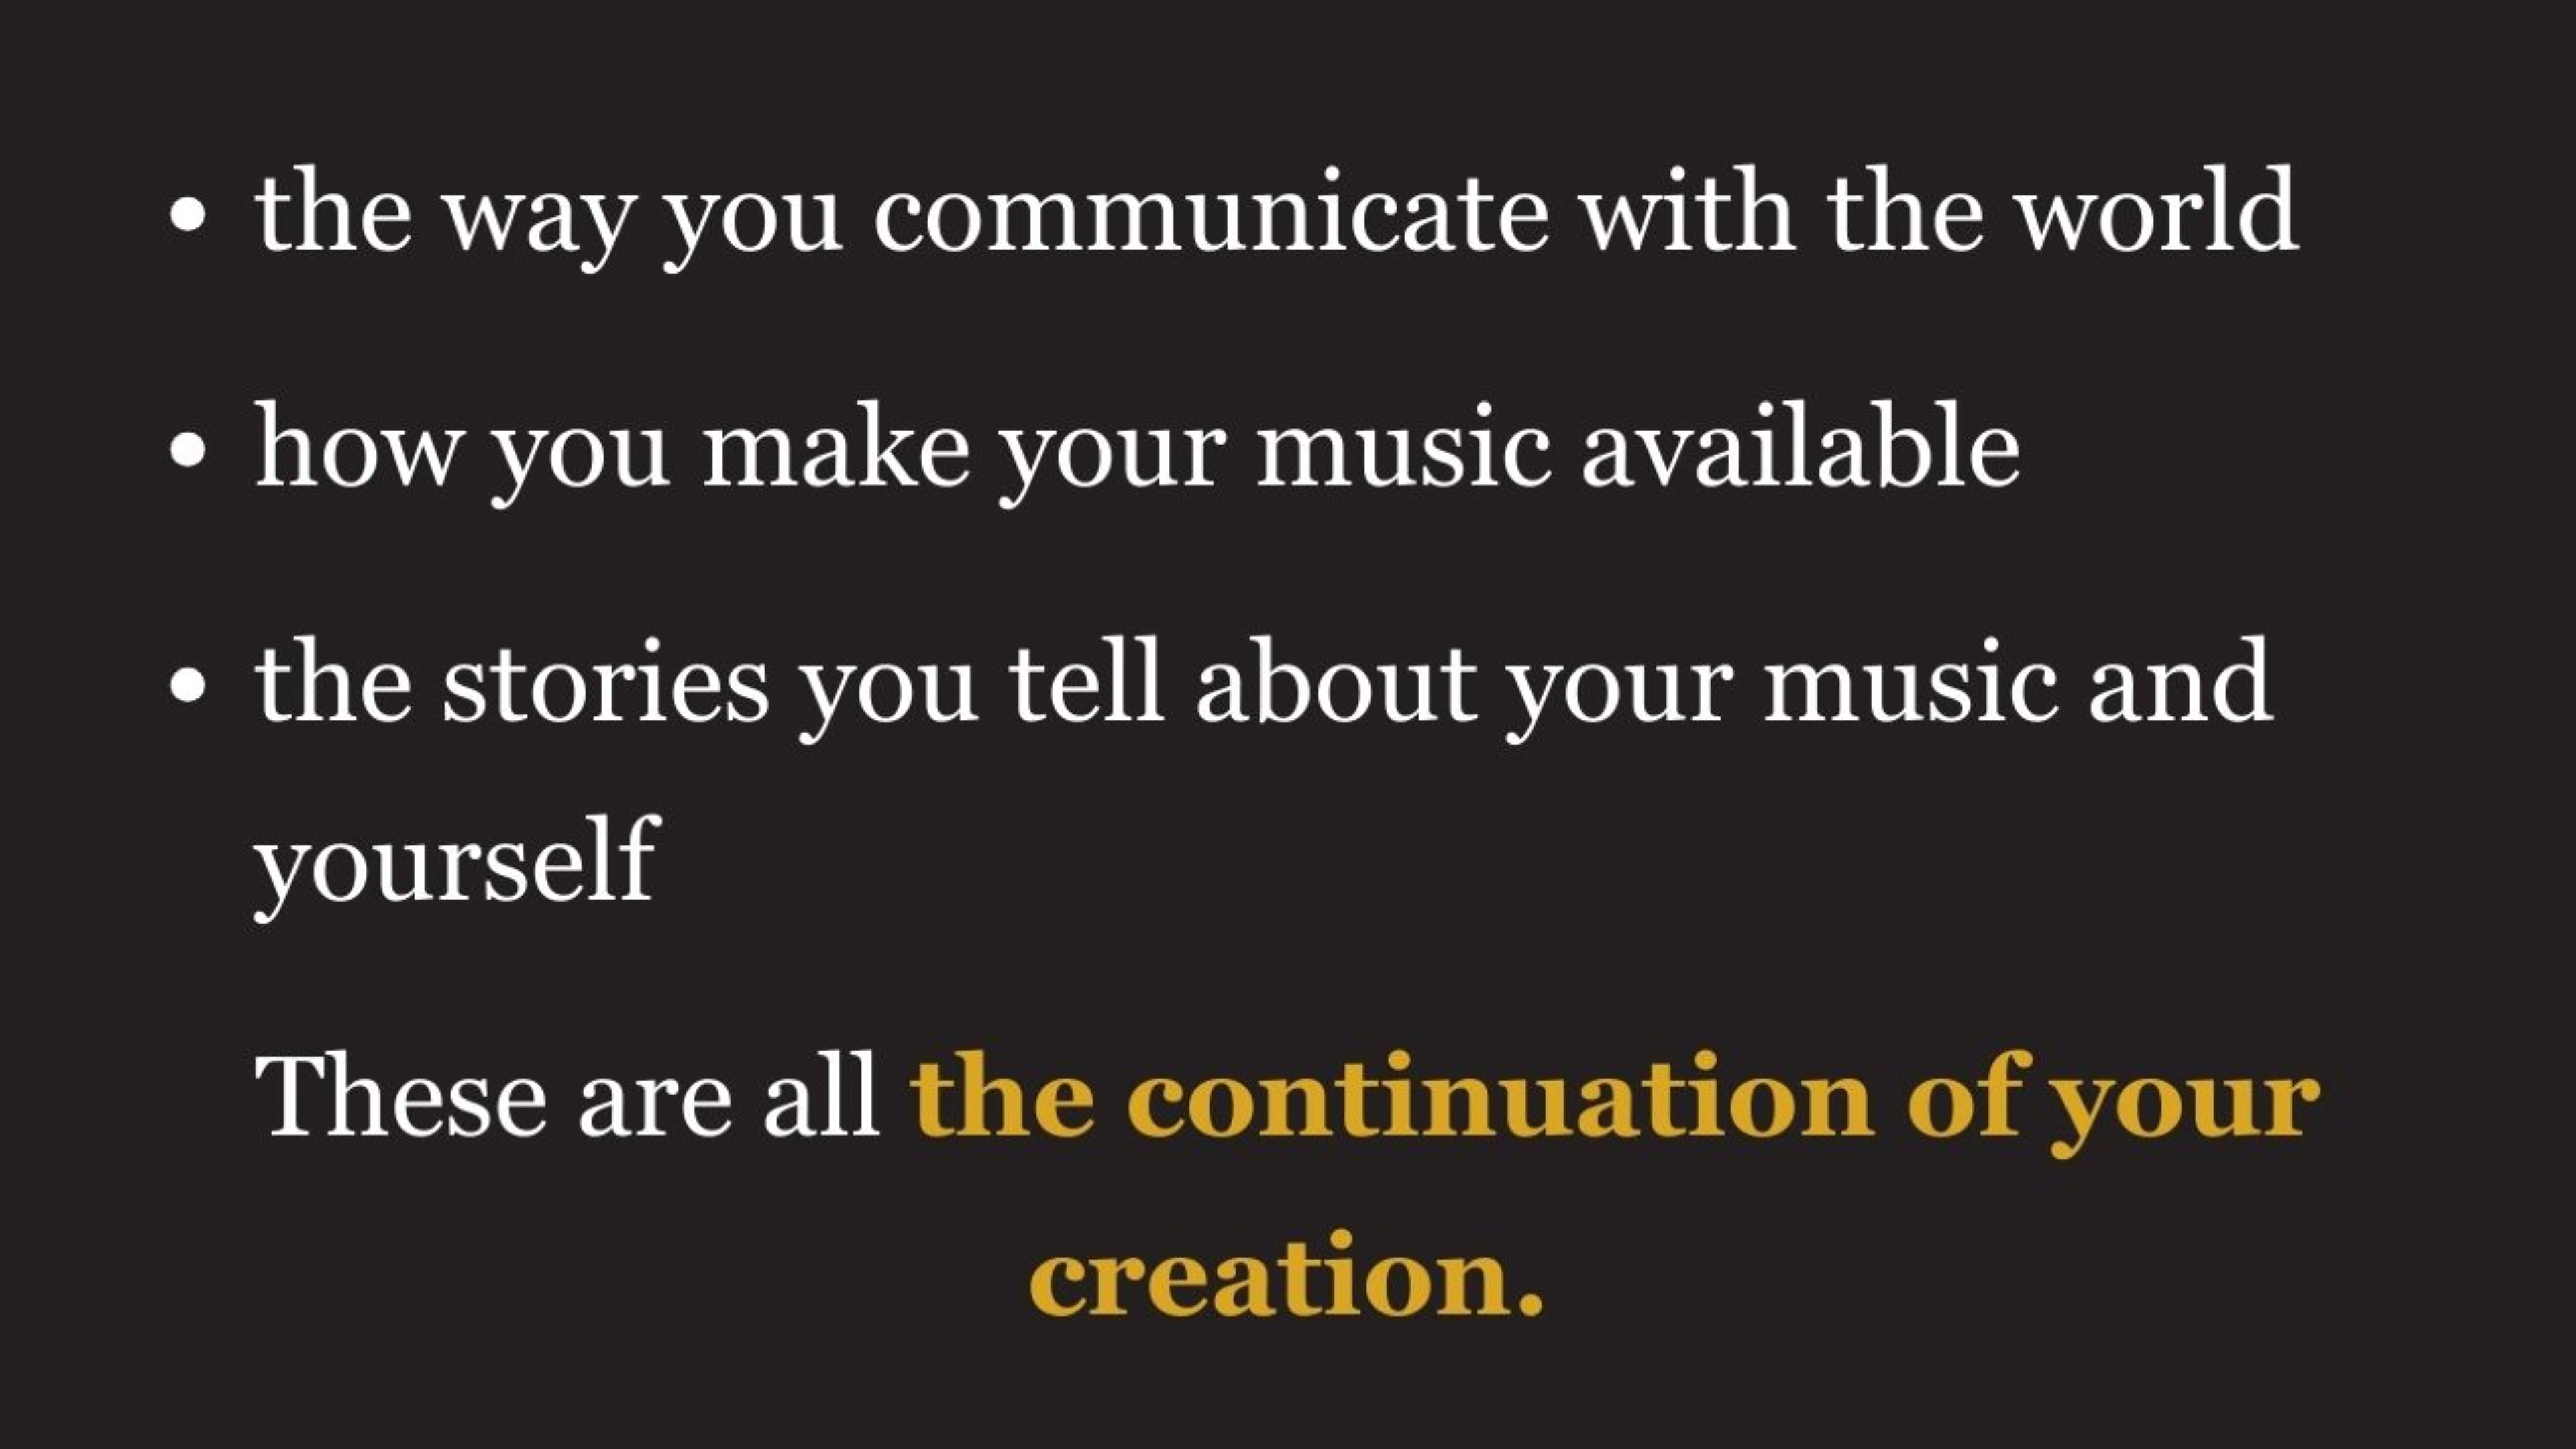 • the way you communicate with the world
• how you make your music available
• the stories you tell about your music and
yourself
These are all the continuation of your
creation.